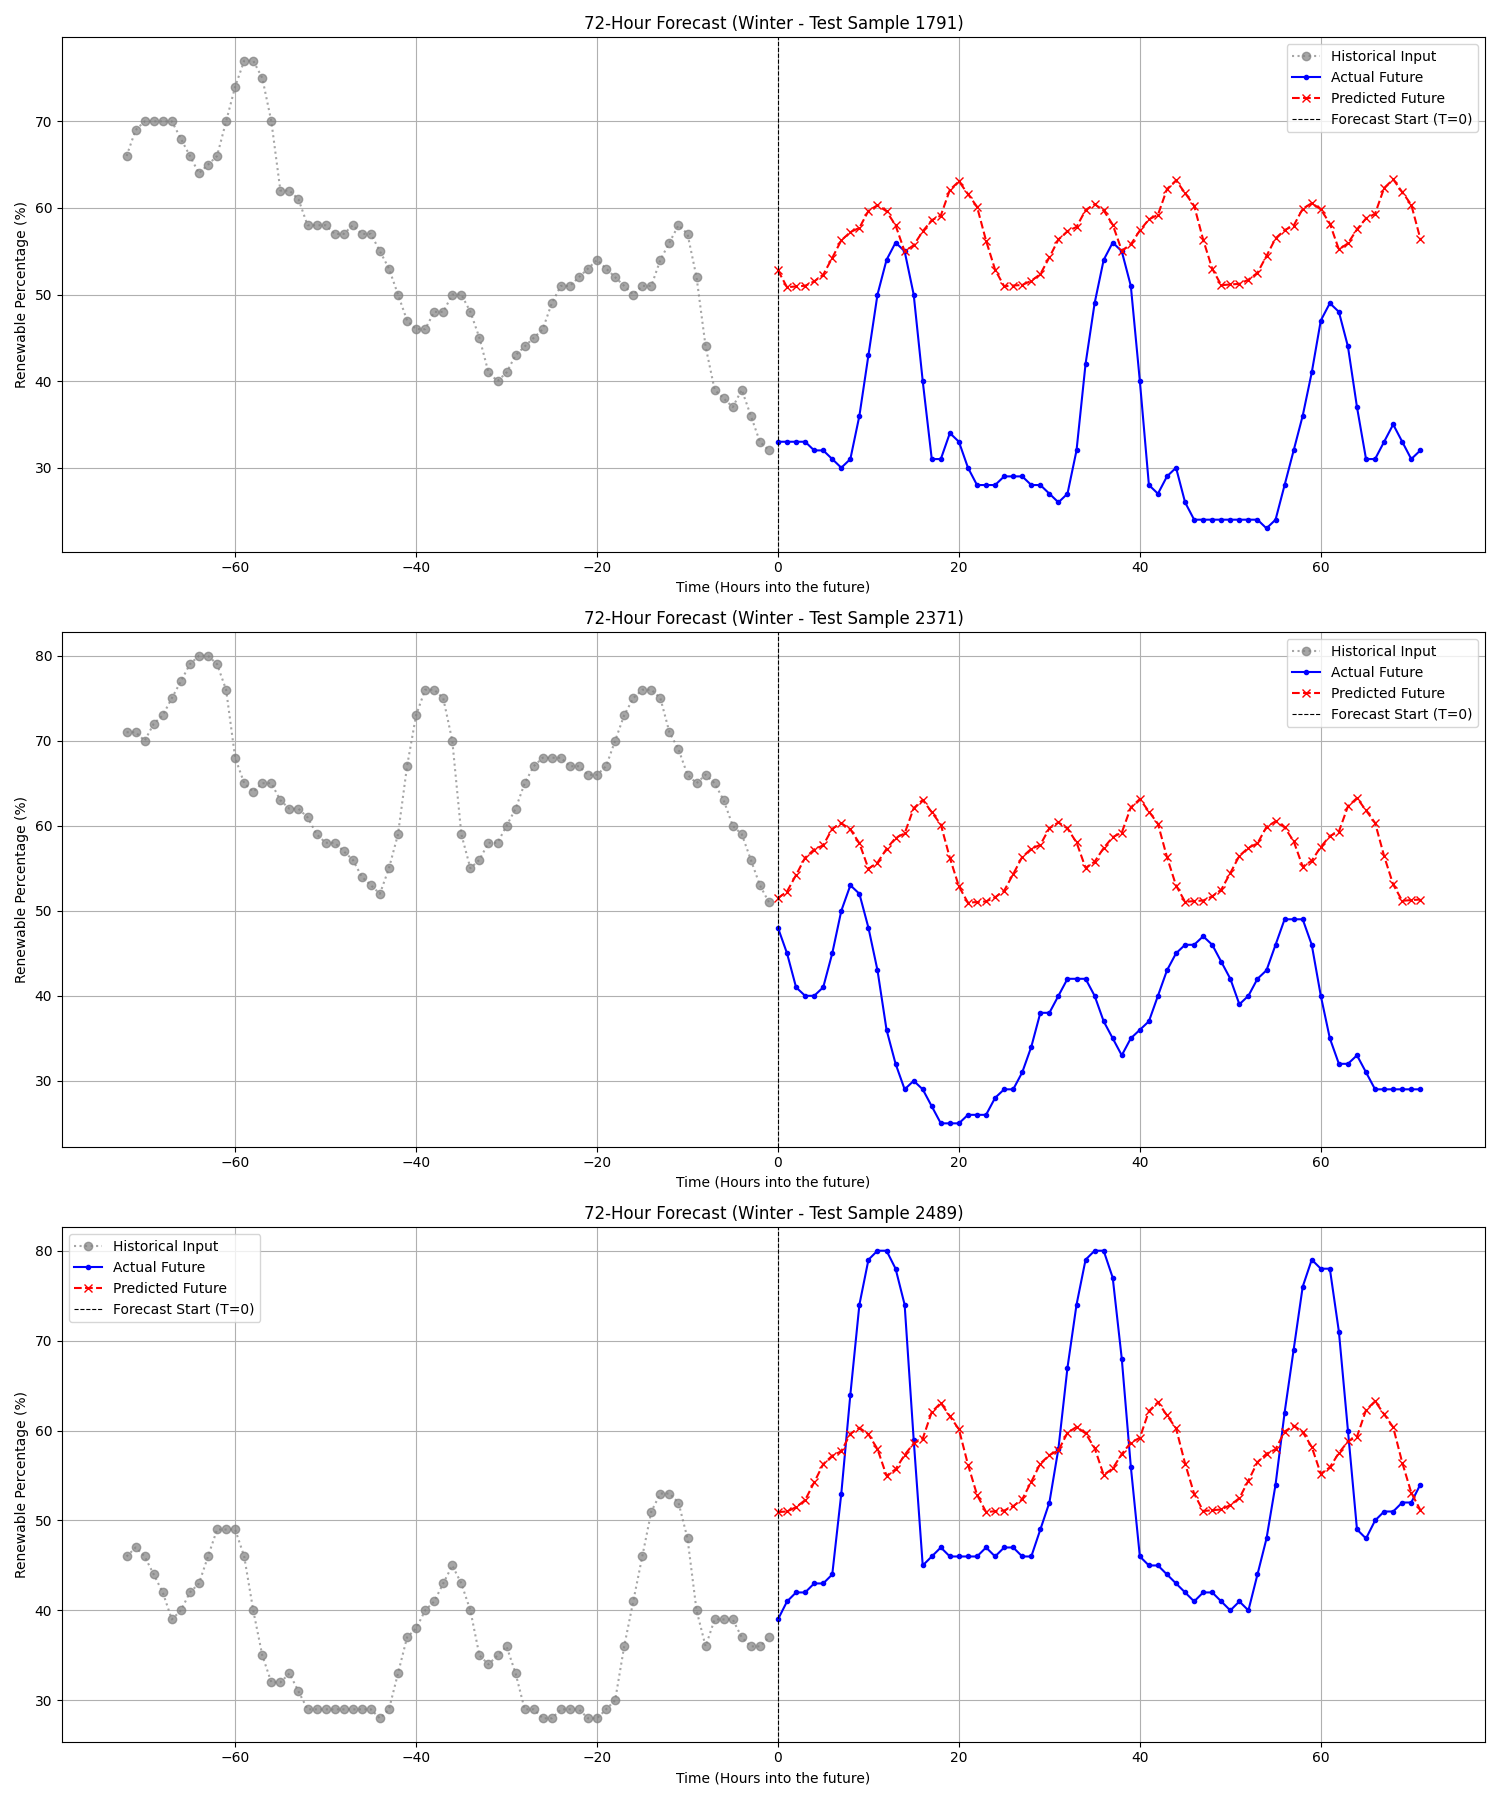 72-Hour Forecast (Winter - Test Sample 1791)
Historical Input
Actual Future
Predicted Future
Forecast Start (T=0)
Renewable Percentage (%)
70
60
50
40
30
−60 −40 −20 0 20 40 60
Time (Hours into the future)
72-Hour Forecast (Winter - Test Sample 2371)
Historical Input
Actual Future
Predicted Future
Forecast Start (T=0)
Renewable Percentage (%)
80
70
60
50
40
30
−60 −40 −20 0 20 40 60
Time (Hours into the future)
72-Hour Forecast (Winter - Test Sample 2489)
Historical Input
Actual Future
Predicted Future
Forecast Start (T=0)
Renewable Percentage (%)
80
70
60
50
40
30
−60 −40 −20 0 20 40 60
Time (Hours into the future)